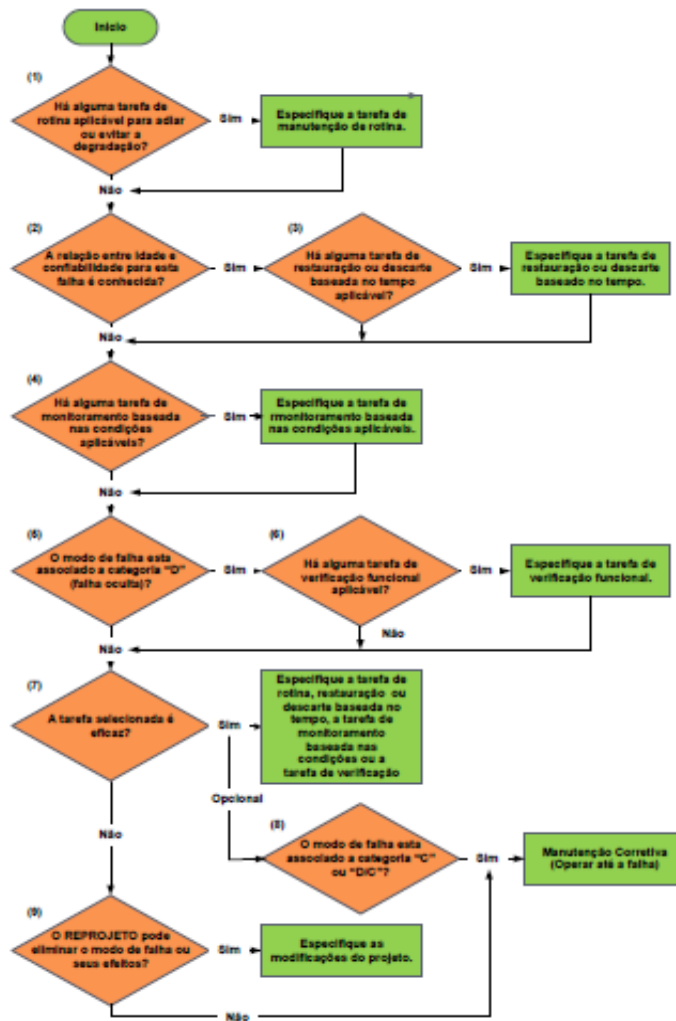 Início
(1)
Há alguma tarefa de
rotina aplicável para adiar
ou evitar a
degradação?
Sim
Especifique a tarefa de
manutenção de rotina.
Não
(2)
A relação entre idade e
confiabilidade para esta
falha é conhecida?
Sim
(3)
Há alguma tarefa de
restauração ou descarte
baseada no tempo
aplicável?
Sim
Especifique a tarefa de
restauração ou descarte
baseado no tempo.
Não
(4)
Há alguma tarefa de
monitoramento baseada
nas condições
aplicáveis?
Sim
Especifique a tarefa de
rmonitoramento baseada
nas condições aplicáveis.
Não
(5)
O modo de falha esta
associado a categoria "D"
(falha oculta)?
Sim
(6)
Há alguma tarefa de
verificação funcional
aplicável?
Sim
Especifique a tarefa de
verificação funcional.
Não
Não
(7)
A tarefa selecionada é
eficaz?
Sim
Especifique a tarefa de
rotina, restauração ou
descarte baseada no
tempo, a tarefa de
monitoramento
baseada nas
condições ou a
tarefa de verificação
Opcional
Não
(8)
O modo de falha esta
associado a categoria "C"
ou "D/C"?
Sim
Manutenção Corretiva
(Operar até a falha)
(9)
O REPROJETO pode
eliminar o modo de falha ou
seus efeitos?
Sim
Especifique as
modificações do projeto.
Não